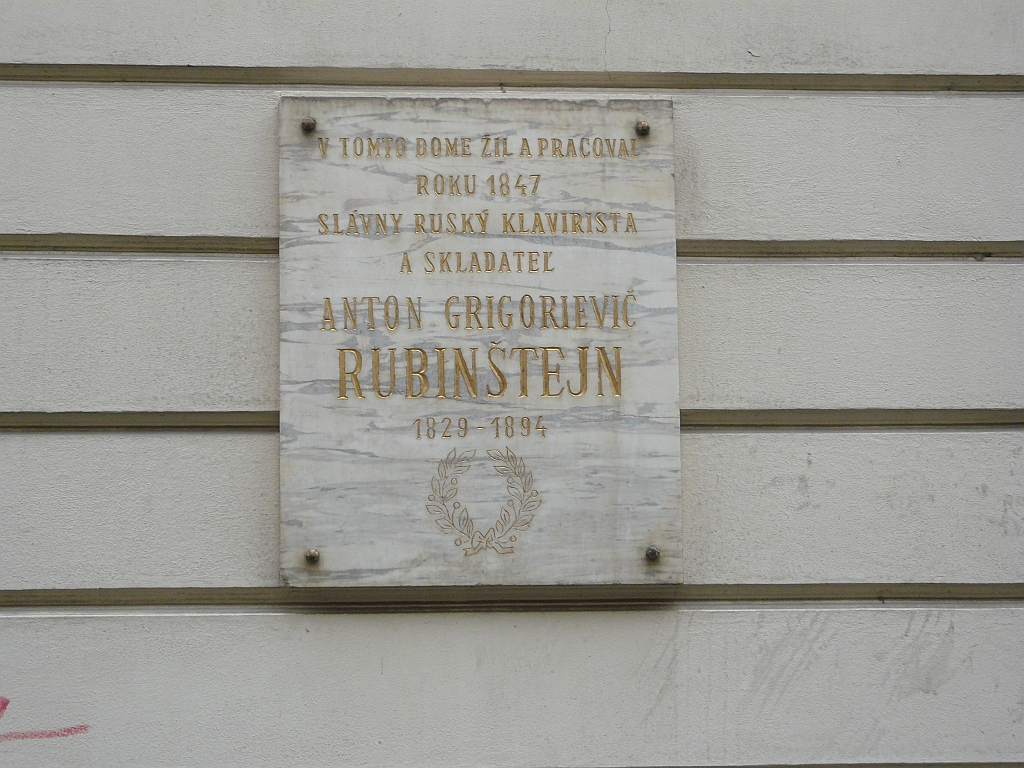 V TOMTO DOME ŽIL A PRACOVAL
ROKU 1847
SLÁVNY RUSKÝ KLAVIRISTA
A SKLADATEĽ
ANTON GRIGORIEVIČ
RUBINŠTEJN
1829-1894